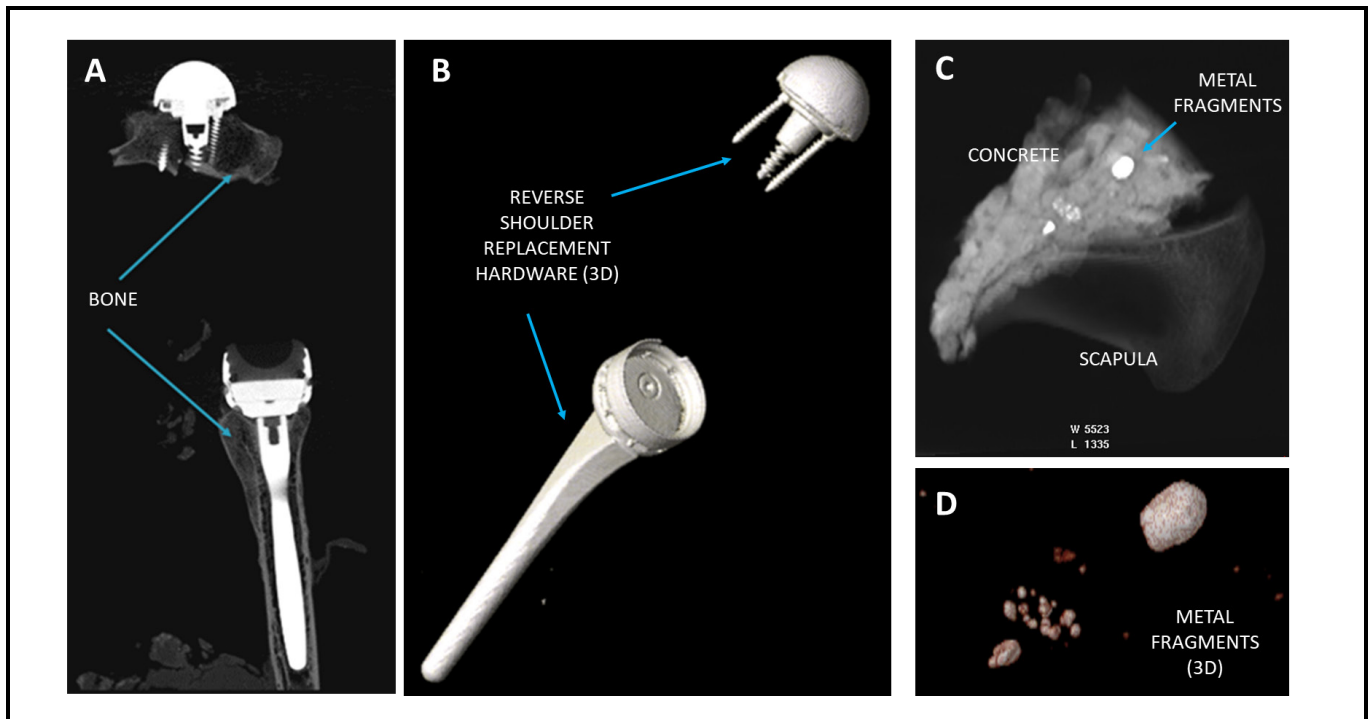 A
BONE
B
REVERSE
SHOULDER
REPLACEMENT
HARDWARE (3D)
C
METAL
FRAGMENTS
CONCRETE
SCAPULA
W 5523
L 1335
D
METAL
FRAGMENTS
(3D)